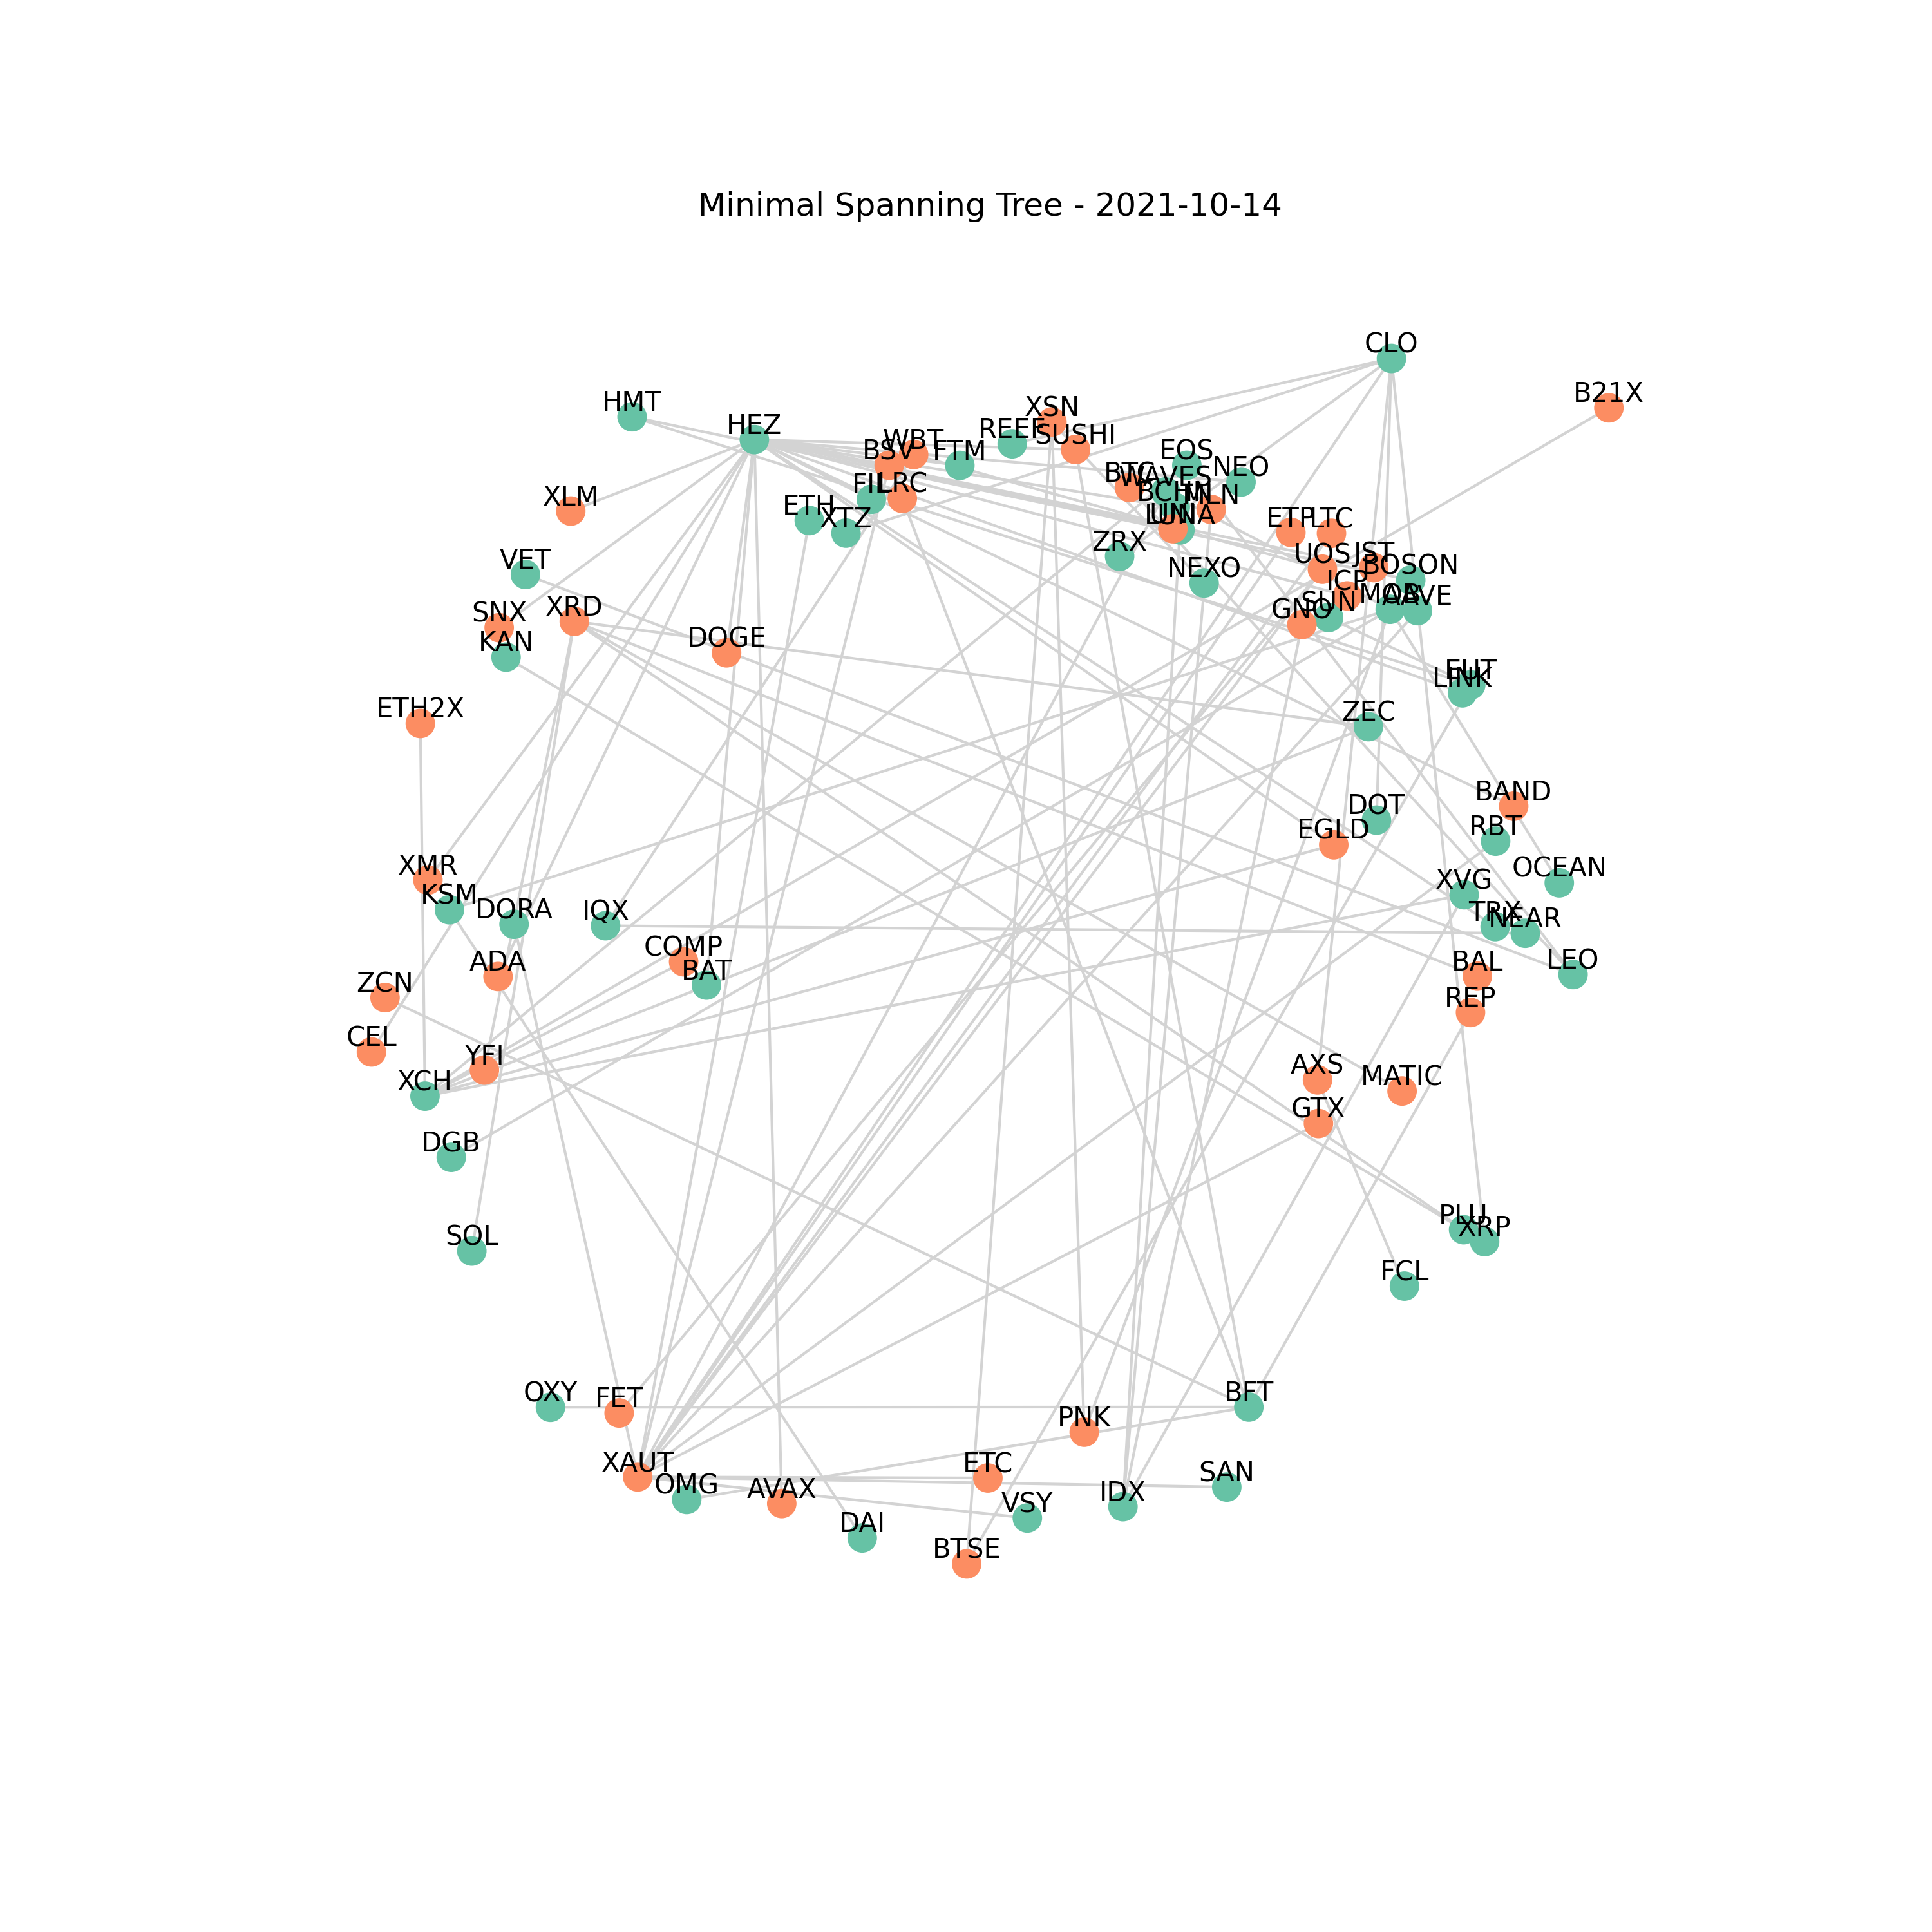 Minimal Spanning Tree - 2021-10-14
CLO
B21X
HMT
XSN
HEZ
REEF
SUSHI
WBT
BSV
FTM
EOS
NEO
BTC
WAVES
FIL
LRC
BCHN
MLN
XLM
ETH
XTZ
UNI
LUNA
ETP
LTC
ZRX
UOS
JST
BOSON
VET
NEXO
ICP
SNX
XRD
GNO
SUN
MOB
AAVE
KAN
DOGE
EUT
LINK
ETH2X
ZEC
BAND
DOT
RBT
EGLD
XMR
OCEAN
KSM
XVG
DORA
IQX
TRX
NEAR
COMP
ADA
BAT
BAL
LEO
ZCN
REP
CEL
YFI
AXS
XCH
MATIC
GTX
DGB
PLU
XRP
SOL
FCL
OXY
FET
BFT
PNK
XAUT
ETC
SAN
OMG
AVAX
IDX
VSY
DAI
BTSE